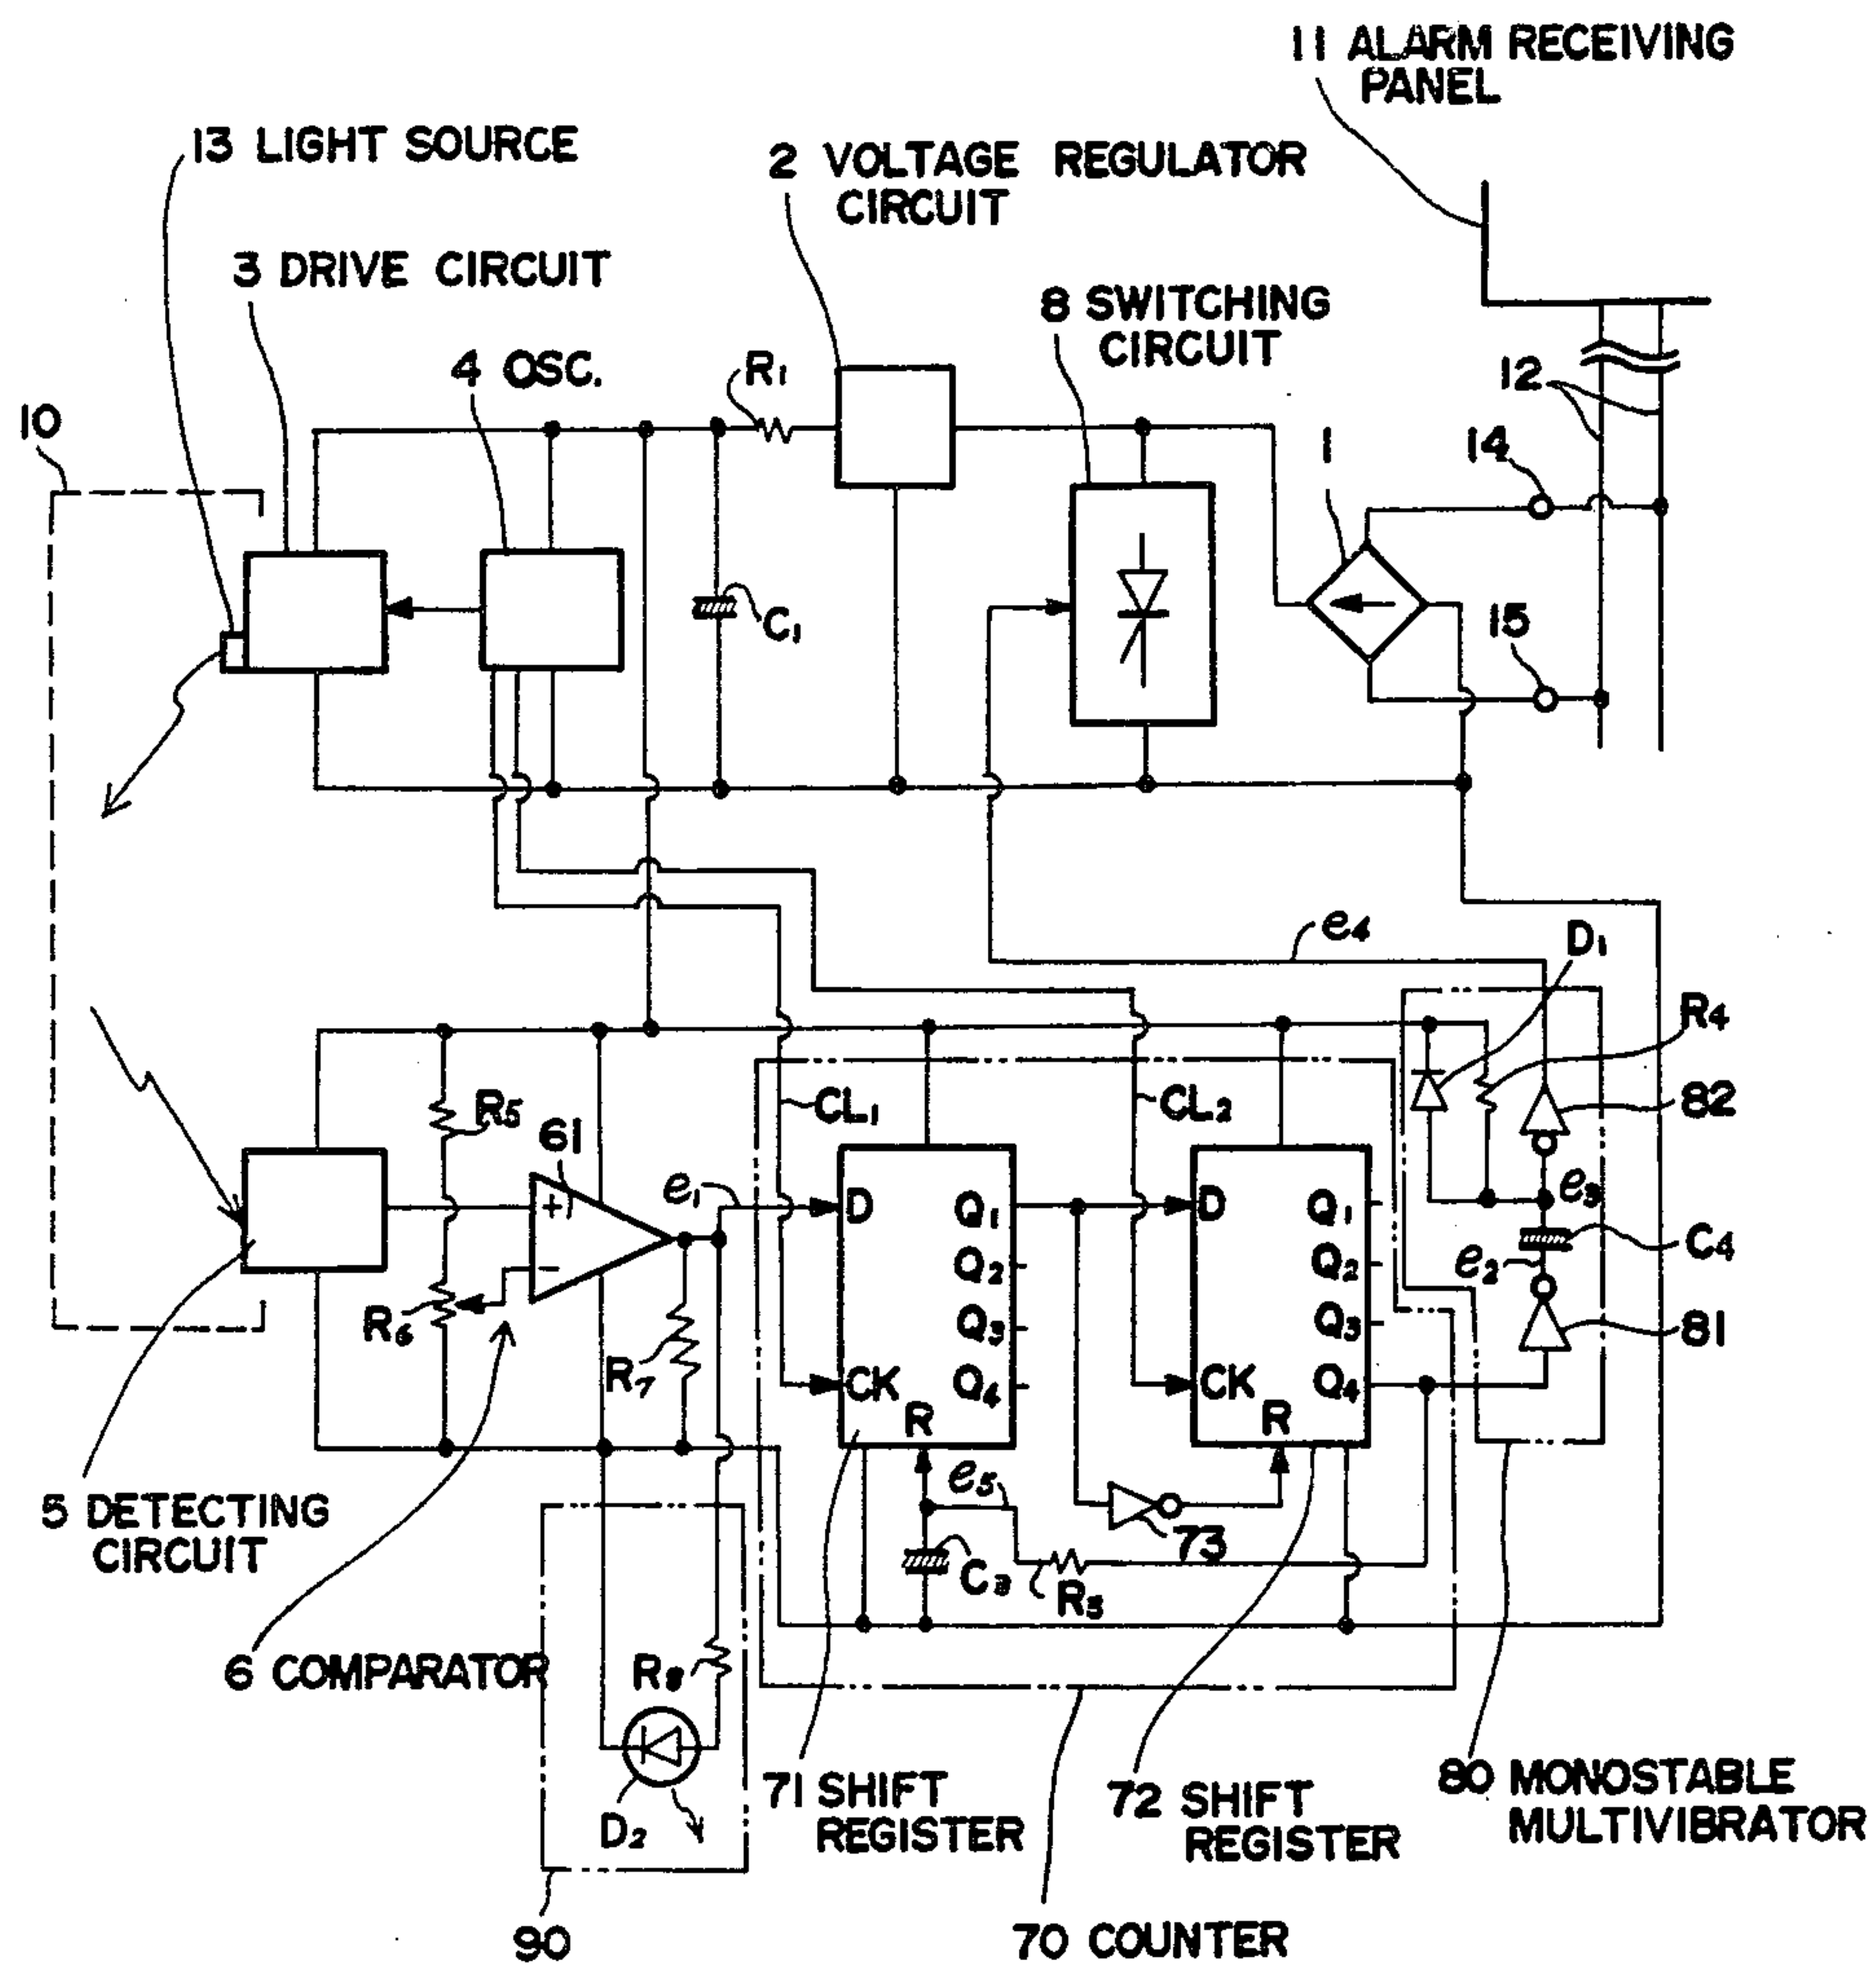 11 ALARM RECEIVING
PANEL
13 LIGHT SOURCE
2 VOLTAGE REGULATOR
CIRCUIT
3 DRIVE CIRCUIT
8 SWITCHING
CIRCUIT
4 OSC.
R1
12
10
14
1
C1
15
e4
D1
R4
CL1
CL2
82
R5
61
e1
D
Q1
D
Q1
e3
Q2
Q2
e2
C4
+
-
R6
Q3
Q3
81
R7
CK
Q4
CK
Q4
R
R
e5
5 DETECTING
CIRCUIT
73
C3
R3
6 COMPARATOR
R8
D2
71 SHIFT
REGISTER
72 SHIFT
REGISTER
80 MONOSTABLE
MULTIVIBRATOR
90
70 COUNTER